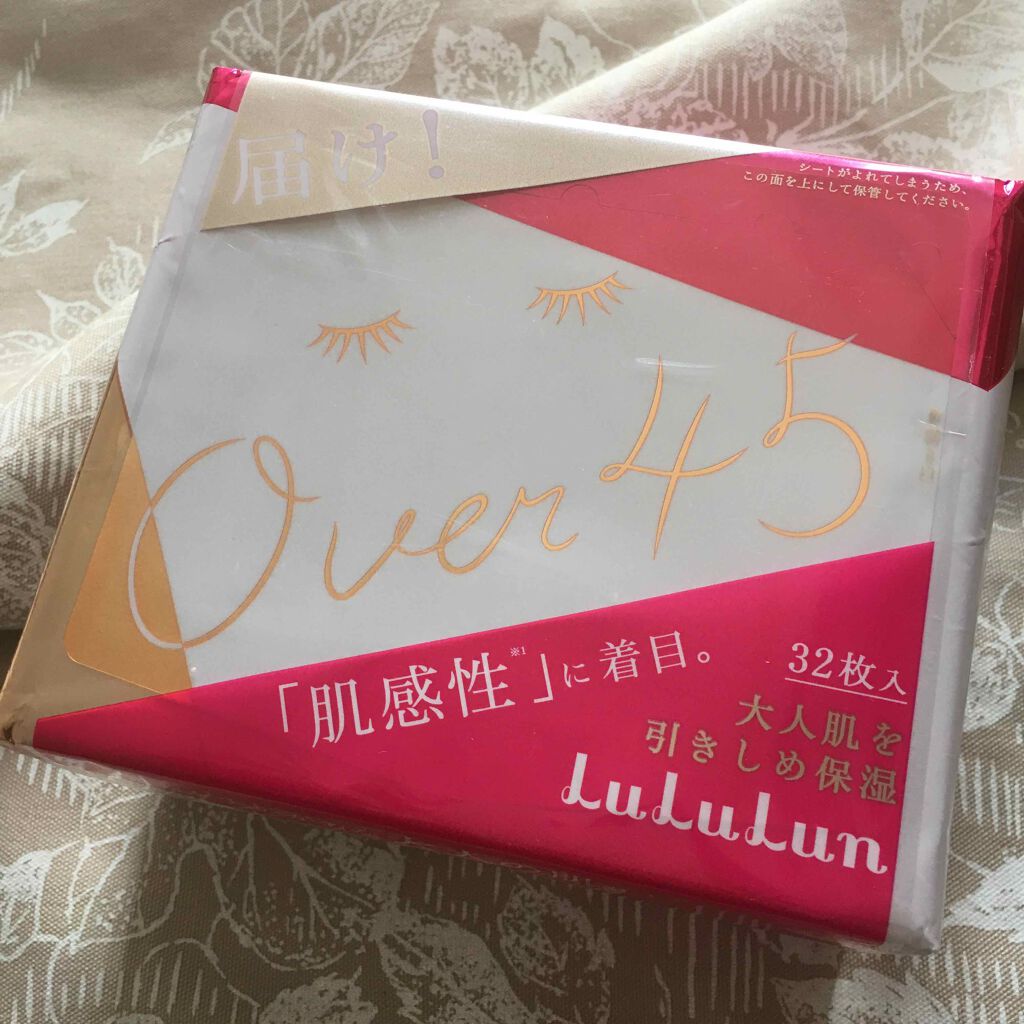 届け!
シートがよれてしまうため、
この面を上にして保管してください。
Over 45
「肌感性※1」に着目。
32枚入
大人肌を
引きしめ保湿
LuLuLun